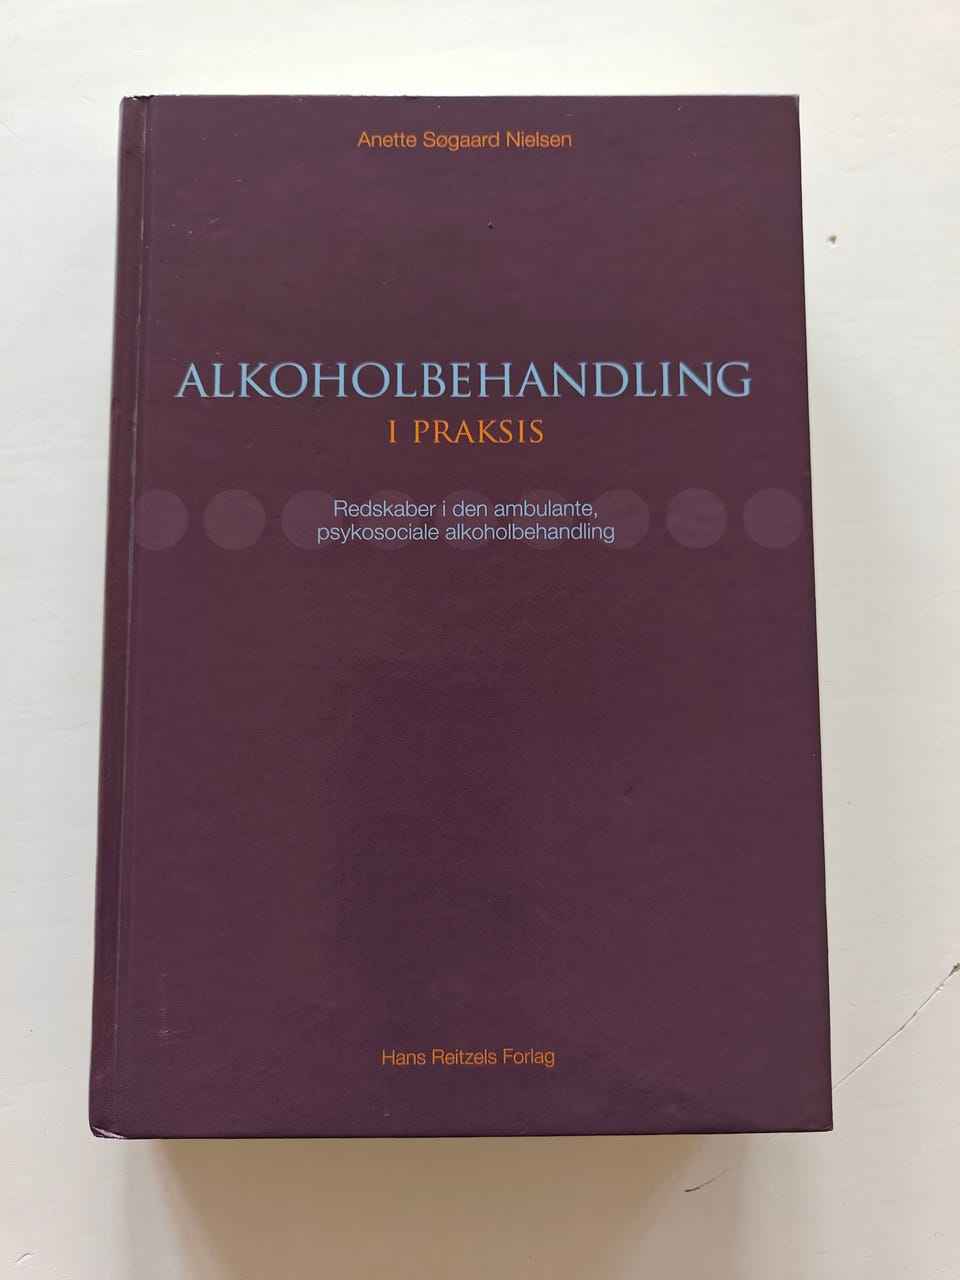 Anette Søgaard Nielsen
ALKOHOLBEHANDLING
I PRAKSIS
Redskaber i den ambulante,
psykosociale alkoholbehandling
Hans Reitzels Forlag